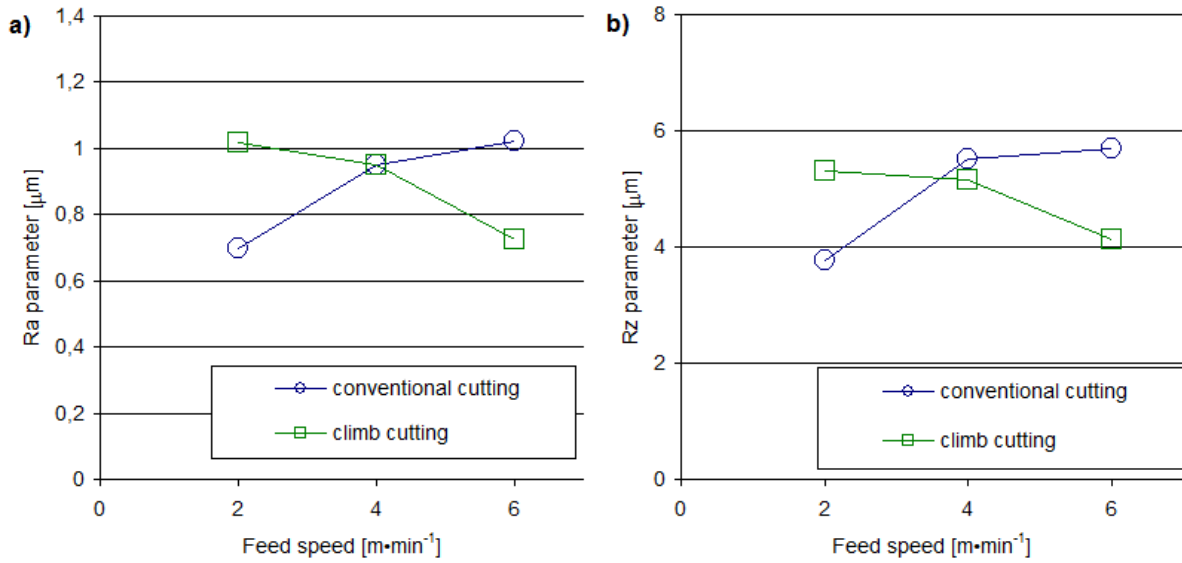 a)
1,4
1,2
1
0,8
0,6
0,4
0,2
0
Ra parameter [μm]
0 2 4 6
Feed speed [m•min⁻¹]
conventional cutting
climb cutting
b)
8
6
4
2
0
Rz parameter [μm]
0 2 4 6
Feed speed [m•min⁻¹]
conventional cutting
climb cutting